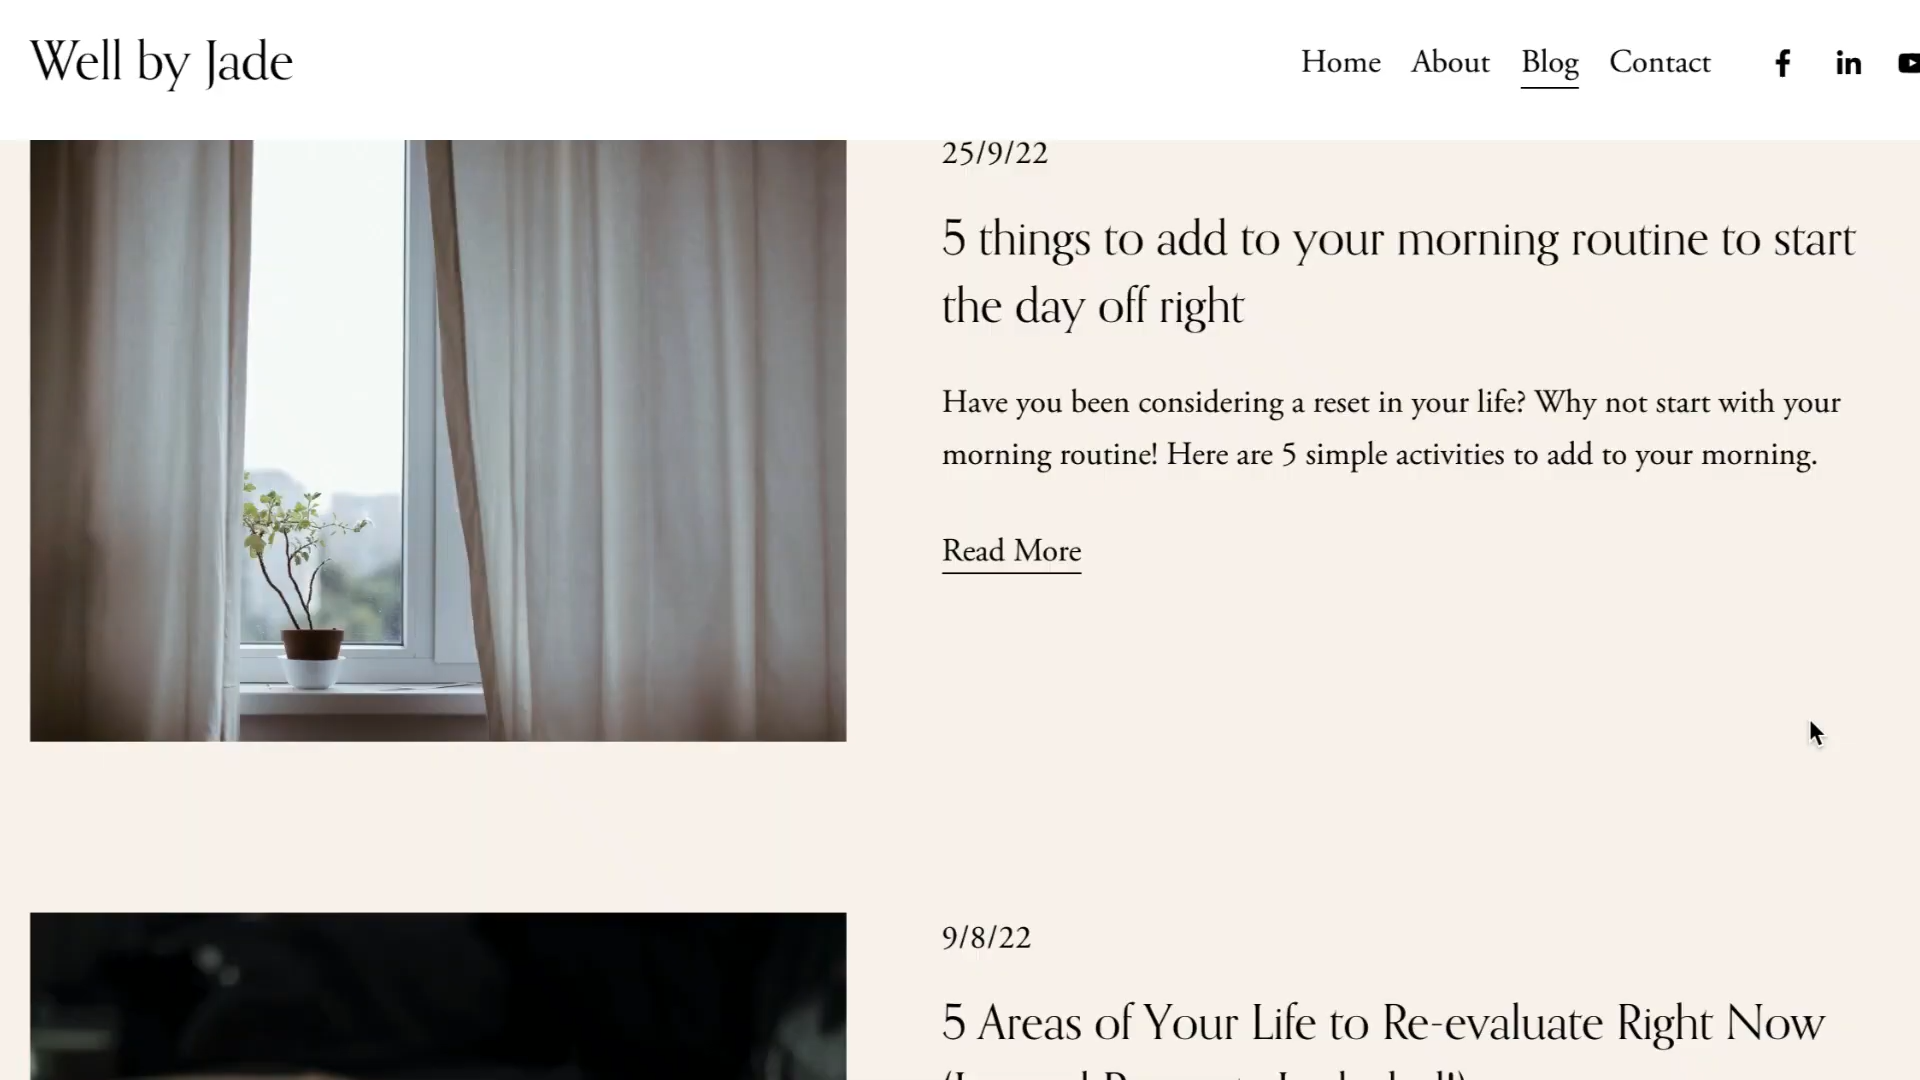 Well by Jade
Home About Blog Contact
25/9/22
5 things to add to your morning routine to start
the day off right
Have you been considering a reset in your life? Why not start with your
morning routine! Here are 5 simple activities to add to your morning.
Read More
9/8/22
5 Areas of Your Life to Re-evaluate Right Now